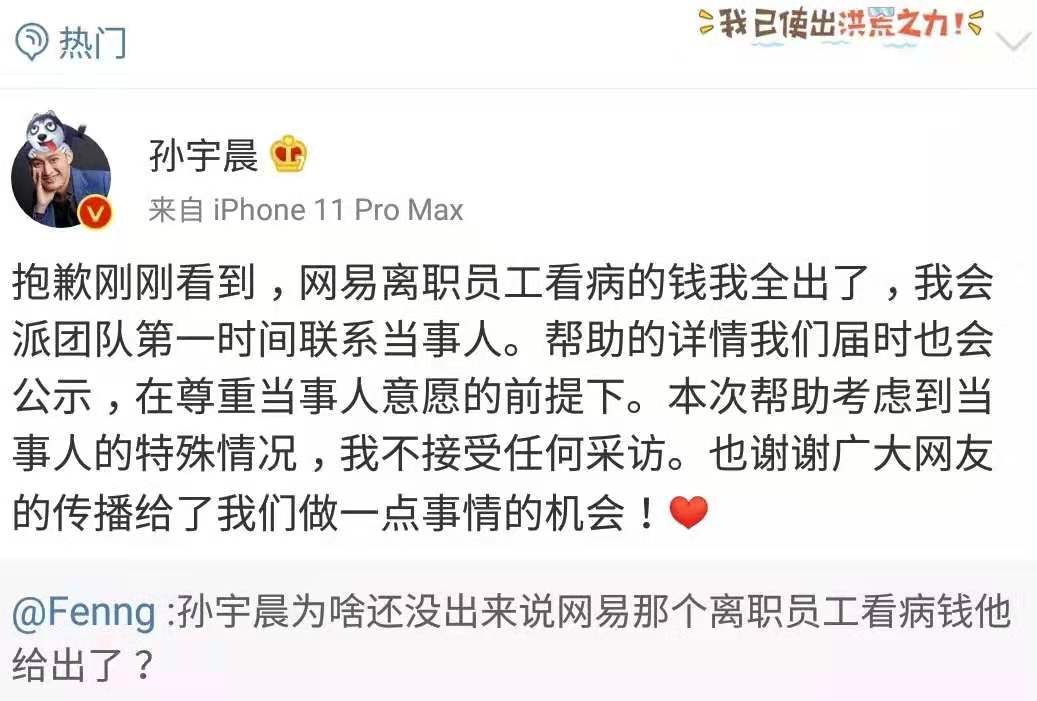 热门
我已使出洪荒之力!
孙宇晨
来自 iPhone 11 Pro Max
抱歉刚刚看到，网易离职员工看病的钱我全出了，我会
派团队第一时间联系当事人。帮助的详情我们届时也会
公示，在尊重当事人意愿的前提下。本次帮助考虑到当
事人的特殊情况，我不接受任何采访。也谢谢广大网友
的传播给了我们做一点事情的机会！❤
@Fenng :孙宇晨为啥还没出来说网易那个离职员工看病钱他
给出了？